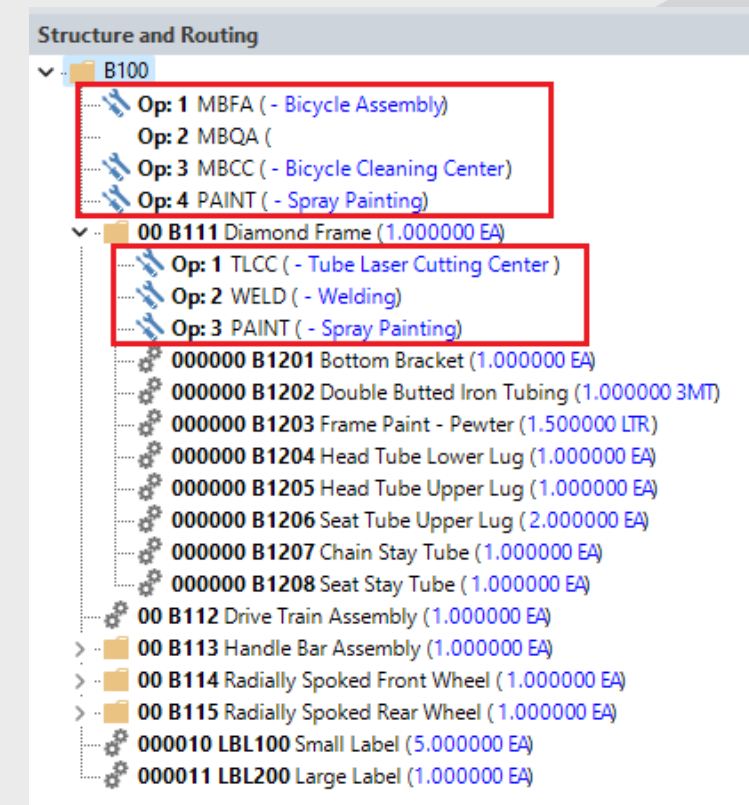 Structure and Routing
B100
Op: 1 MBFA ( - Bicycle Assembly)
Op: 2 MBQA (
Op: 3 MBCC ( - Bicycle Cleaning Center)
Op: 4 PAINT ( - Spray Painting)
00 B111 Diamond Frame (1.000000 EA)
Op: 1 TLCC ( - Tube Laser Cutting Center )
Op: 2 WELD ( - Welding)
Op: 3 PAINT ( - Spray Painting)
000000 B1201 Bottom Bracket (1.000000 EA)
000000 B1202 Double Butted Iron Tubing (1.000000 3MT)
000000 B1203 Frame Paint - Pewter (1.500000 LTR)
000000 B1204 Head Tube Lower Lug (1.000000 EA)
000000 B1205 Head Tube Upper Lug (1.000000 EA)
000000 B1206 Seat Tube Upper Lug (2.000000 EA)
000000 B1207 Chain Stay Tube (1.000000 EA)
000000 B1208 Seat Stay Tube (1.000000 EA)
00 B112 Drive Train Assembly (1.000000 EA)
00 B113 Handle Bar Assembly (1.000000 EA)
00 B114 Radially Spoked Front Wheel (1.000000 EA)
00 B115 Radially Spoked Rear Wheel (1.000000 EA)
000010 LBL100 Small Label (5.000000 EA)
000011 LBL200 Large Label (1.000000 EA)